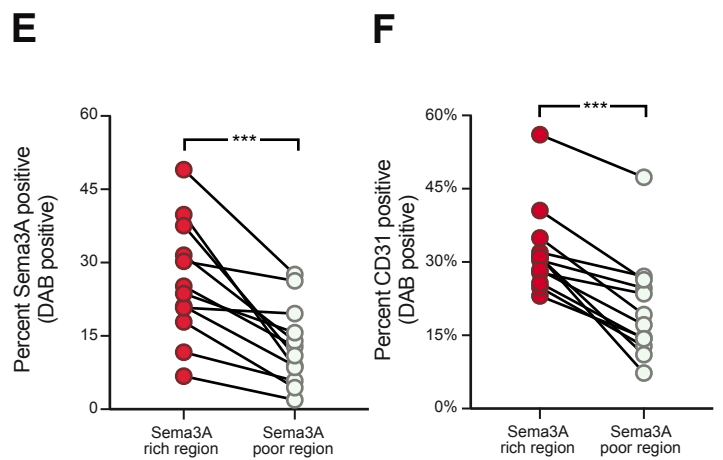 E
Percent Sema3A positive
(DAB positive)
60
45
30
15
0
***
Sema3A
rich region
Sema3A
poor region
F
Percent CD31 positive
(DAB positive)
60%
45%
30%
15%
0%
***
Sema3A
rich region
Sema3A
poor region